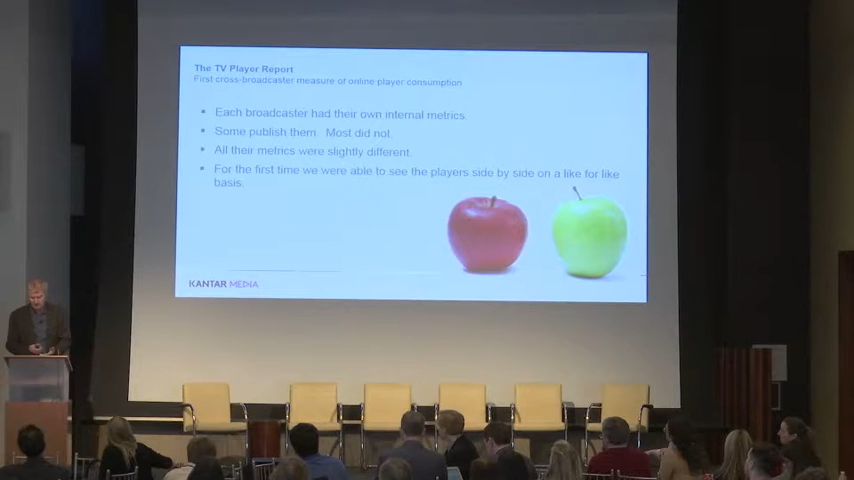 The TV Player Report
First cross-broadcaster measure of online player consumption
Each broadcaster had their own internal metrics.
Some publish them. Most did not.
All their metrics were slightly different.
For the first time we were able to see the players side by side on a like for like
basis.
KANTAR MEDIA